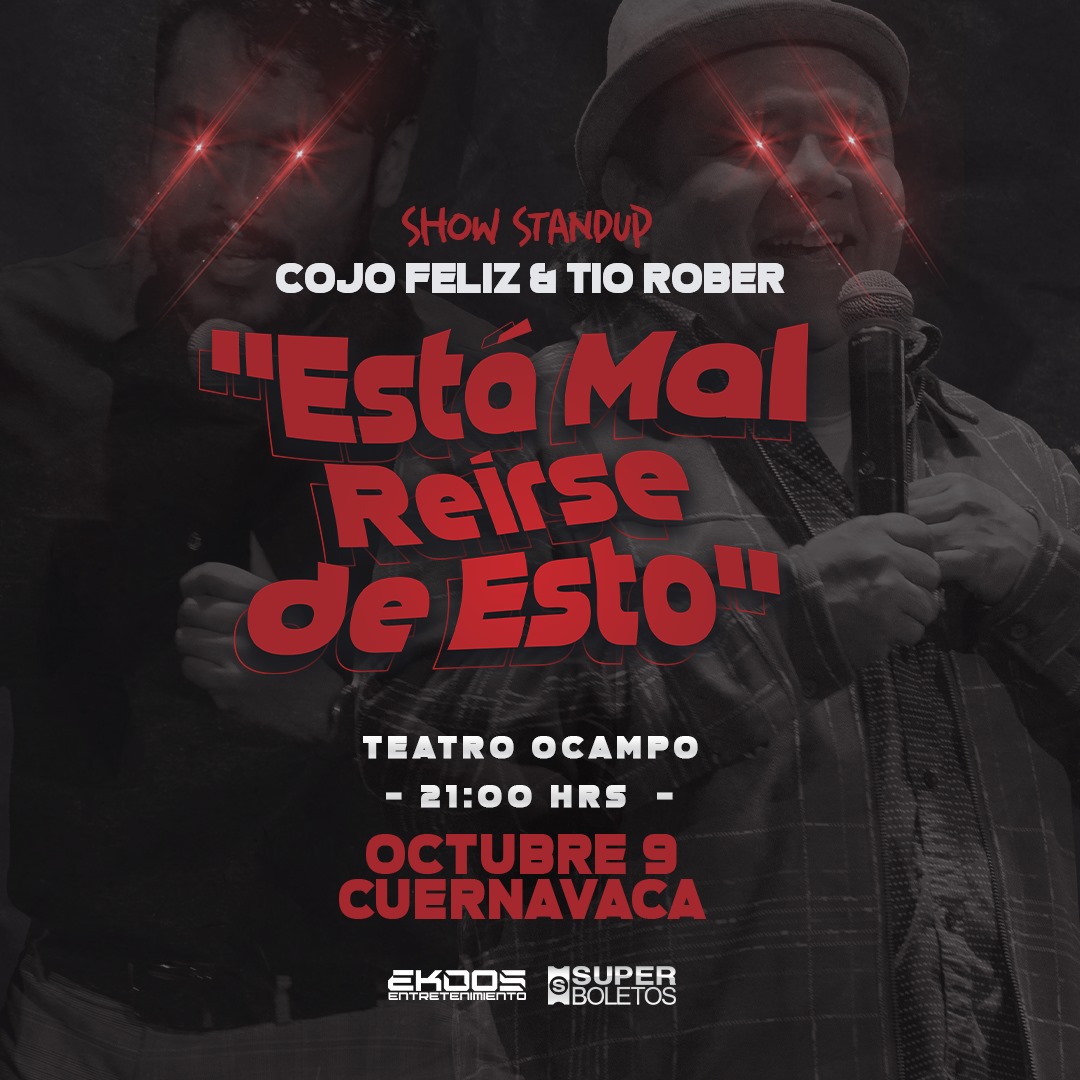 SHOW STANDUP
COJO FELIZ & TIO ROBER
"Está Mal
Reírse
de Esto"
TEATRO OCAMPO
- 21:00 HRS -
OCTUBRE 9
CUERNAVACA
EKOOS
ENTRETENIMIENTO
S SUPER
BOLETOS